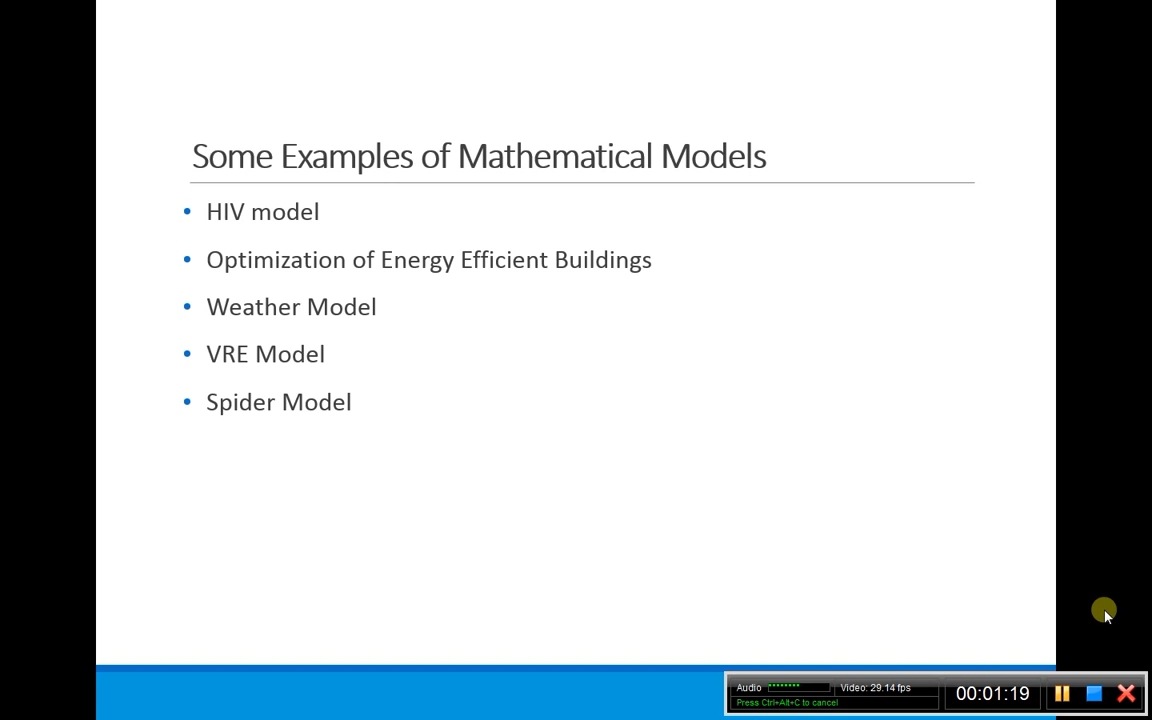 Some Examples of Mathematical Models
• HIV model
• Optimization of Energy Efficient Buildings
• Weather Model
• VRE Model
• Spider Model
Audio Video: 29.14 fps
Press Ctrl+Alt+C to cancel
00:01:19